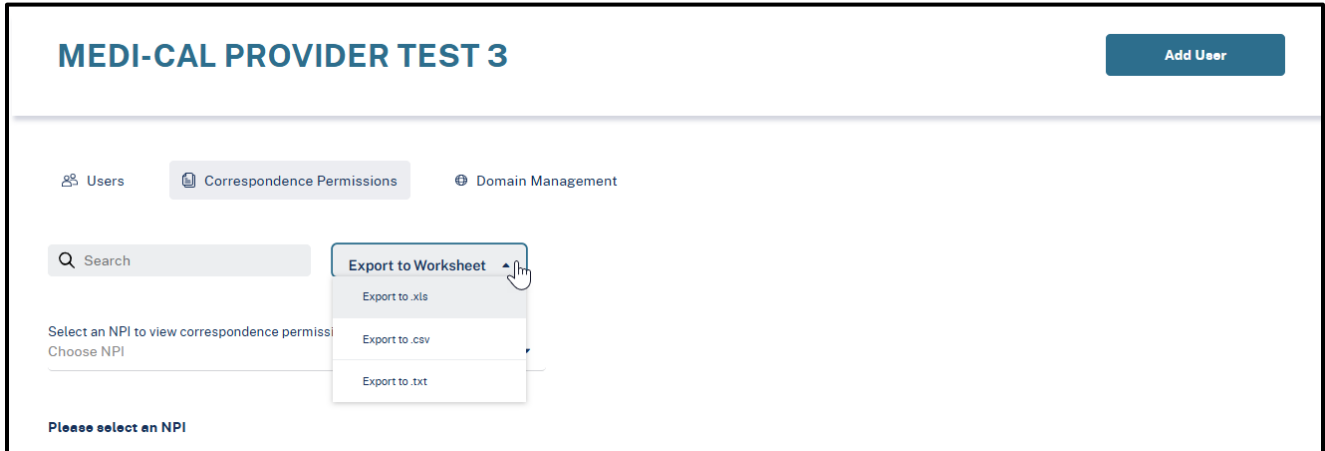 MEDI-CAL PROVIDER TEST 3
Add User
Users
Correspondence Permissions
Domain Management
Search
Export to Worksheet
Export to .xls
Select an NPI to view correspondence
Choose NPI
Export to .csv
Export to .txt
Please select an NPI